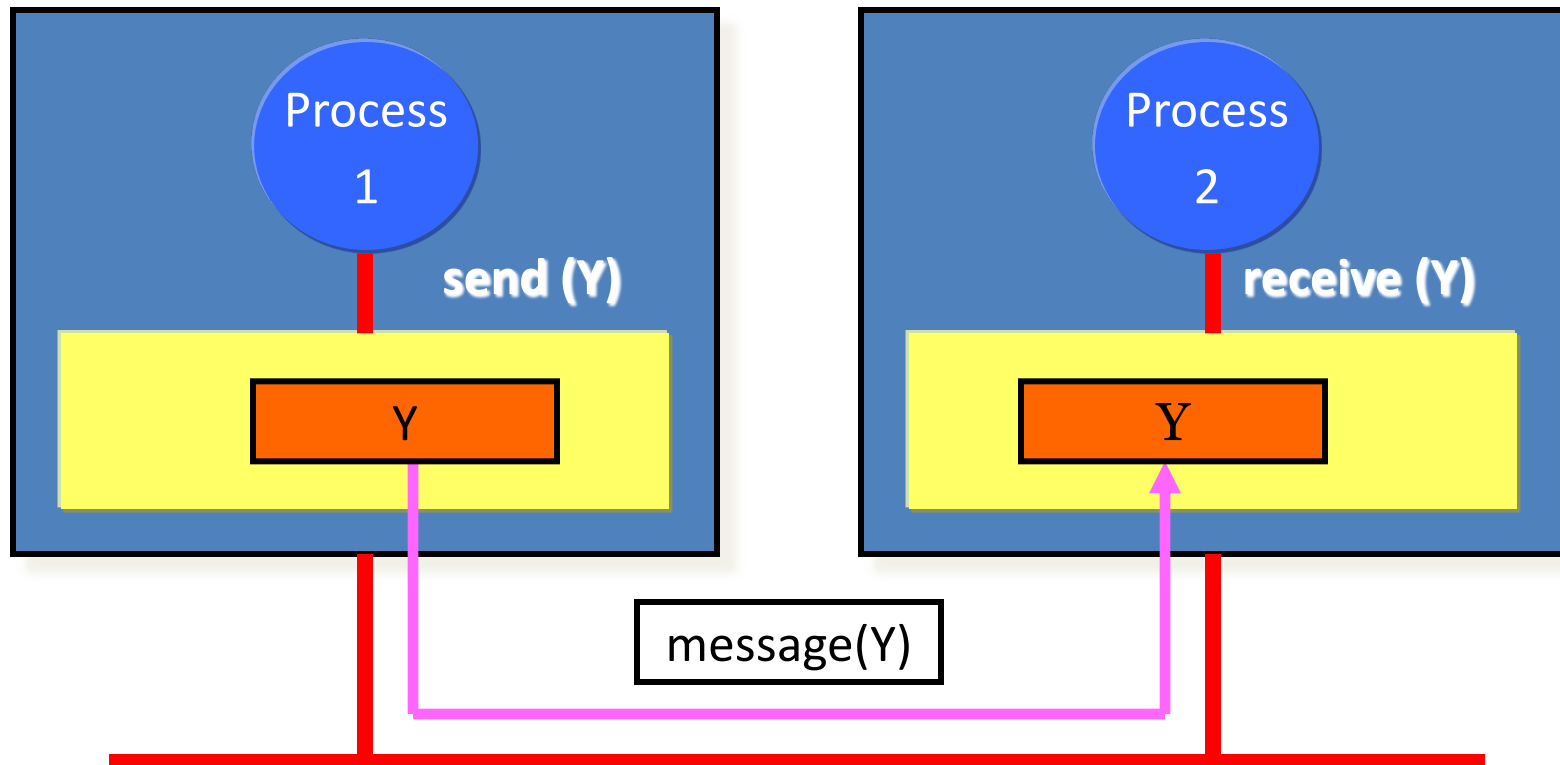 Process
1
send (Y)
Y
Process
2
receive (Y)
Y
message(Y)